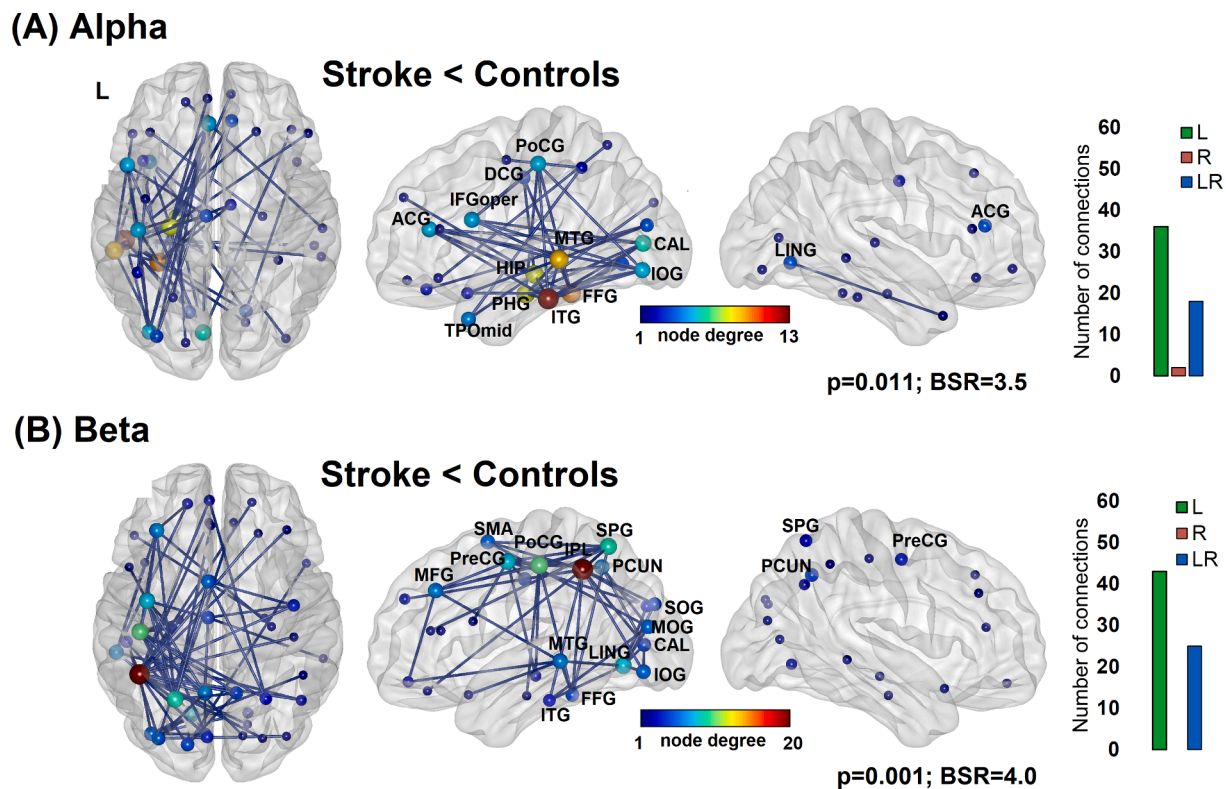 (A) Alpha
L
Stroke < Controls
PoCG
DCG
IFGoper
ACG
MTG
CAL
HIP
IOG
PHG
FFG
ITG
TPOmid
1 node degree 13
ACG
LING
p=0.011; BSR=3.5
Number of connections
60
50
40
30
20
10
0
L
R
LR
(B) Beta
Stroke < Controls
SMA
SPG
PoCG
IPL
PreCG
PCUN
MFG
SOG
MOG
MTG
LING
CAL
IOG
FFG
ITG
1 node degree 20
SPG
PreCG
PCUN
p=0.001; BSR=4.0
Number of connections
60
50
40
30
20
10
0
L
R
LR